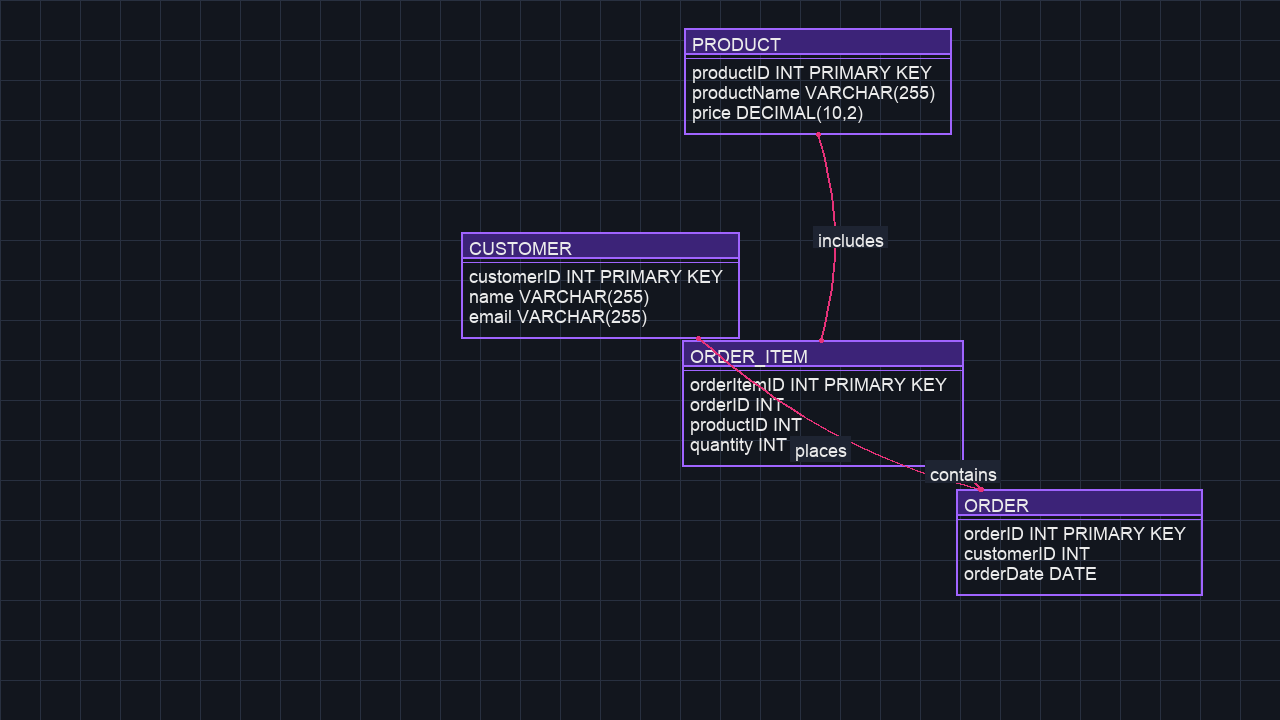 PRODUCT
productID INT PRIMARY KEY
productName VARCHAR(255)
price DECIMAL(10,2)
includes
CUSTOMER
customerID INT PRIMARY KEY
name VARCHAR(255)
email VARCHAR(255)
ORDER_ITEM
orderItemID INT PRIMARY KEY
orderID INT
productID INT
quantity INT
places
contains
ORDER
orderID INT PRIMARY KEY
customerID INT
orderDate DATE